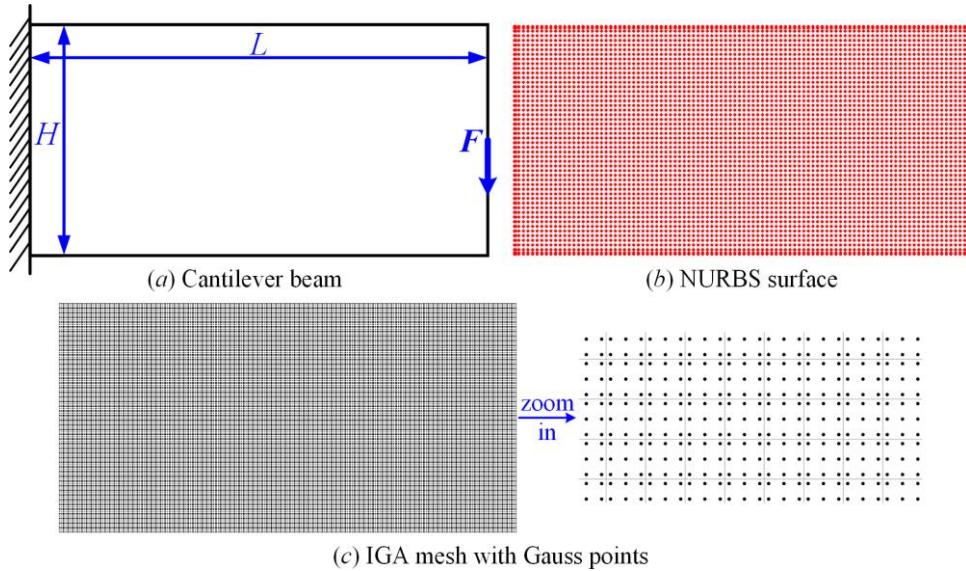 L
H
F
(a) Cantilever beam
(b) NURBS surface
zoom
in
(c) IGA mesh with Gauss points